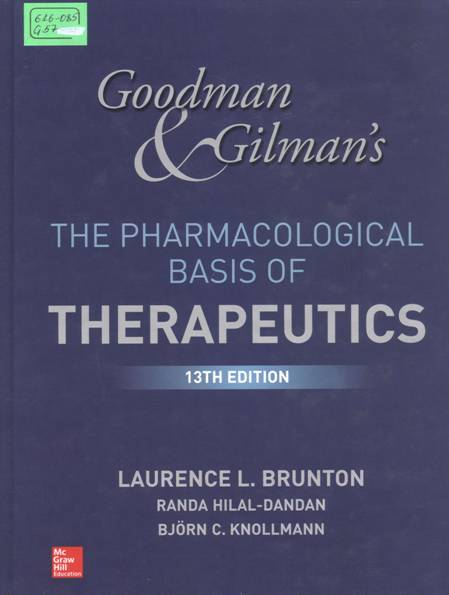 616-085
G57
Goodman
& Gilman's
THE PHARMACOLOGICAL
BASIS OF
THERAPEUTICS
13TH EDITION
LAURENCE L. BRUNTON
RANDA HILAL-DANDAN
BJÖRN C. KNOLLMANN
Mc
Graw
Hill
Education